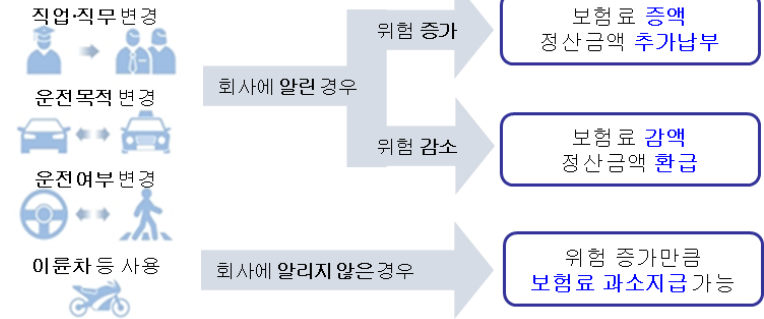 직업·직무 변경
운전목적 변경
운전여부 변경
이륜차 등 사용
회사에 알린 경우
위험 증가
위험 감소
회사에 알리지 않은 경우
보험료 증액
정산금액 추가납부
보험료 감액
정산금액 환급
위험 증가만큼
보험료 과소지급 가능